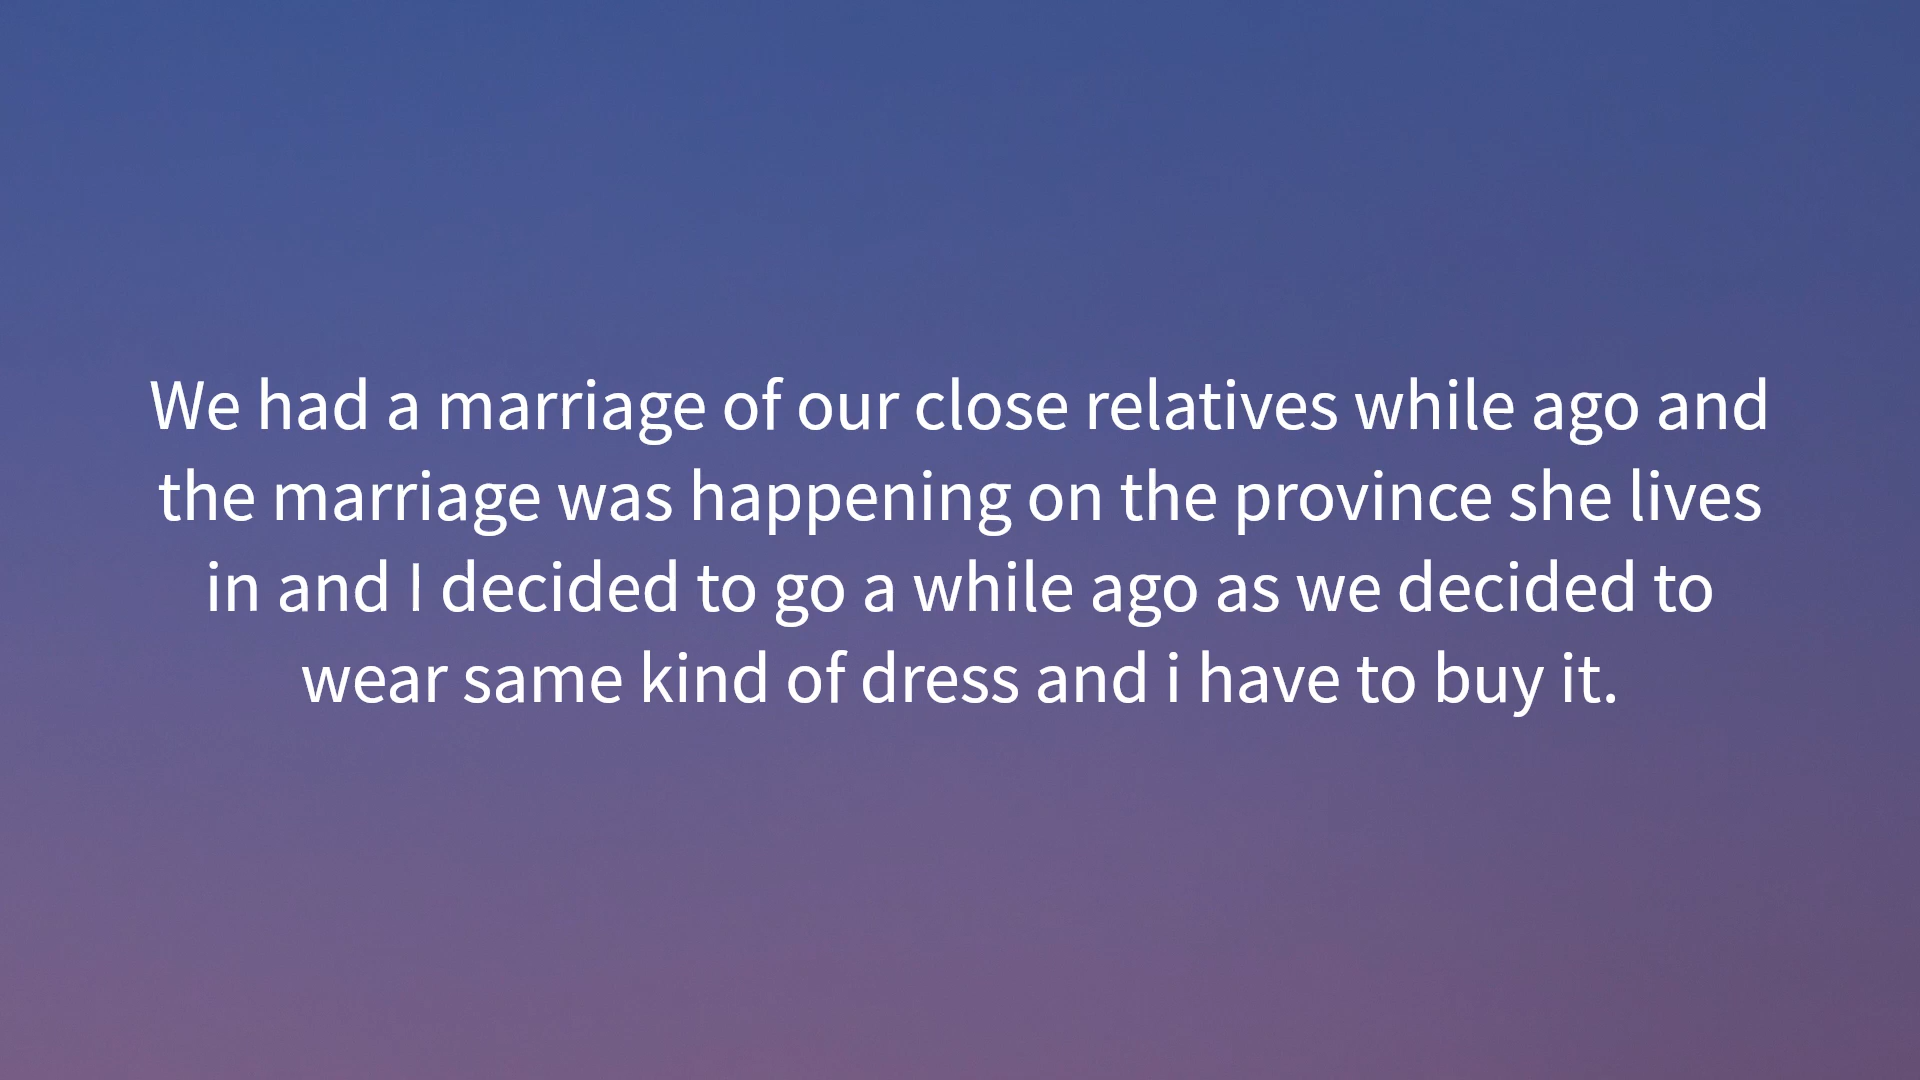 We had a marriage of our close relatives while ago and
the marriage was happening on the province she lives
in and I decided to go a while ago as we decided to
wear same kind of dress and i have to buy it.